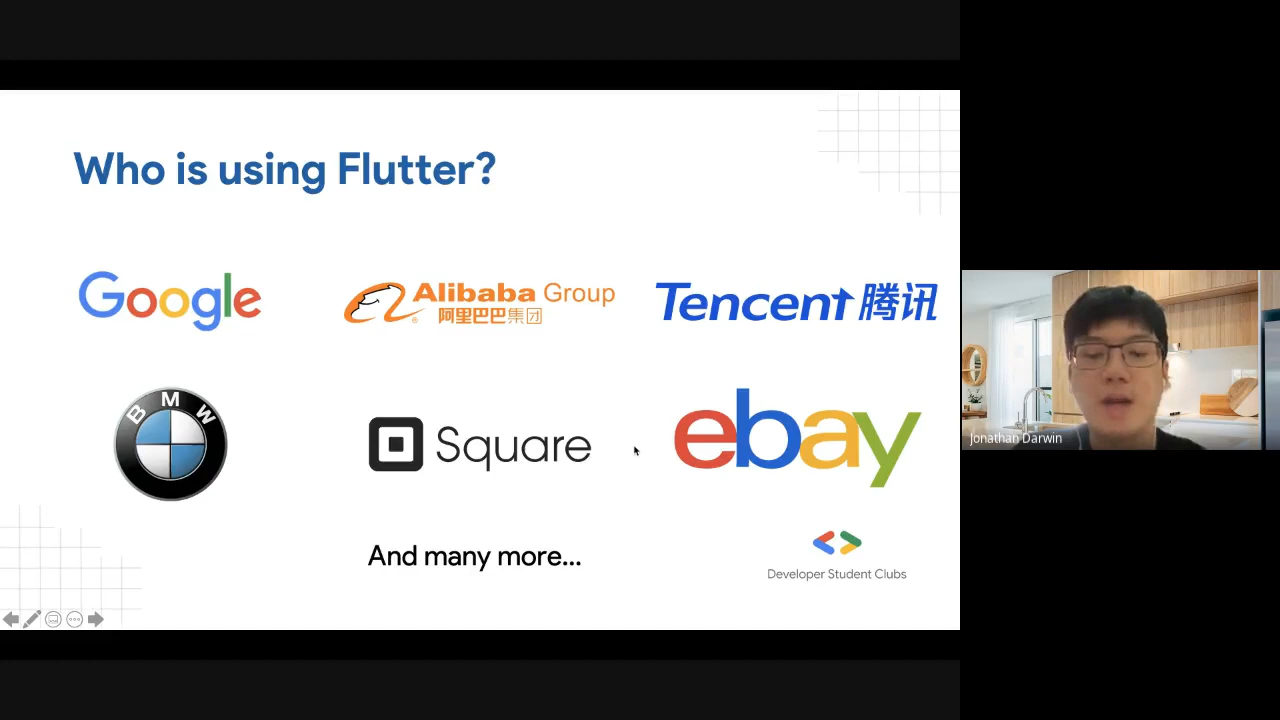 Who is using Flutter?
Google
Alibaba Group
阿里巴巴集团
Tencent 腾讯
BMW
Square
ebay
And many more...
Developer Student Clubs
Jonathan Darwin